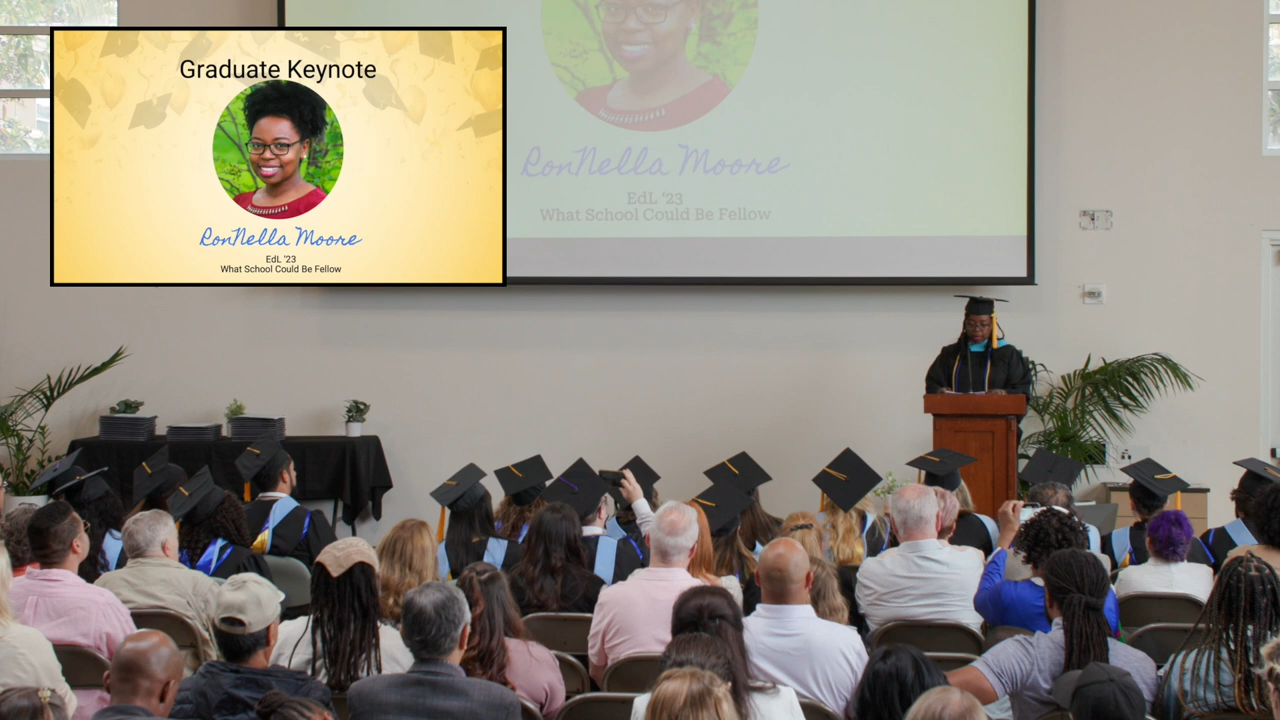 Graduate Keynote
RonNella Moore
EdL '23
What School Could Be Fellow
RonNella Moore
EdL '23
What School Could Be Fellow